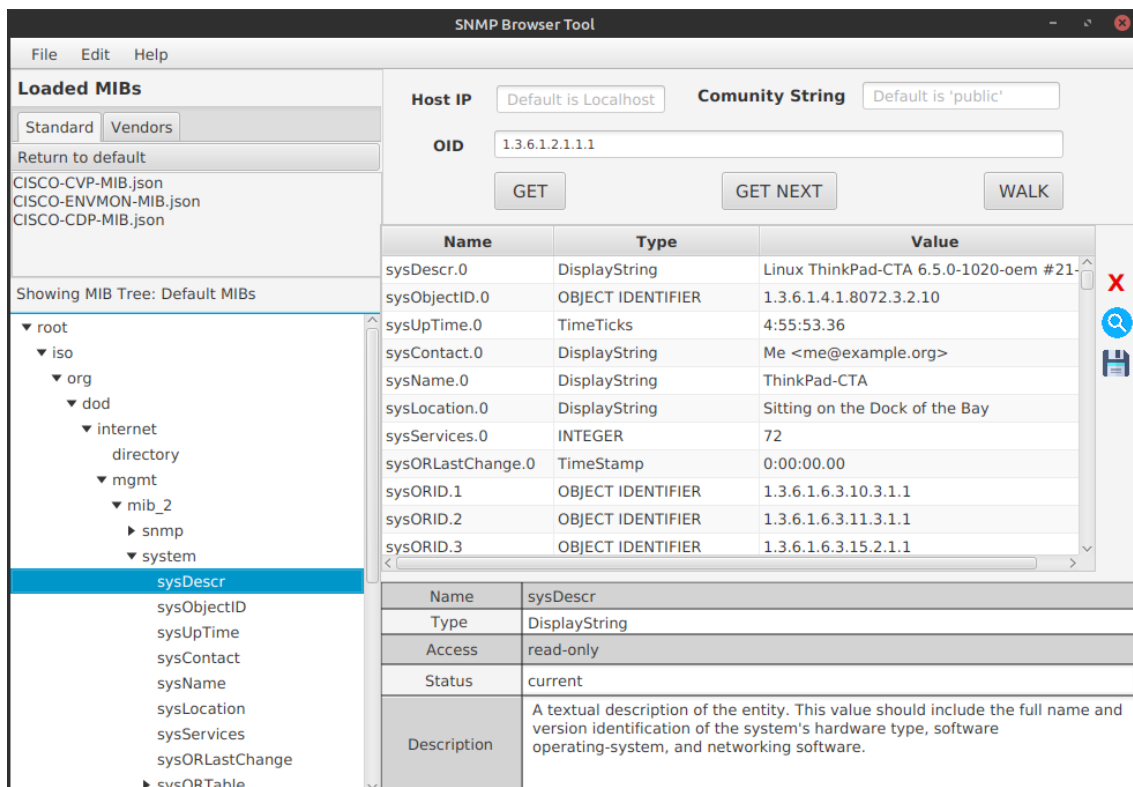 SNMP Browser Tool
File Edit Help
Loaded MIBs
Standard Vendors
Return to default
CISCO-CVP-MIB.json
CISCO-ENVMON-MIB.json
CISCO-CDP-MIB.json
Showing MIB Tree: Default MIBs
root
iso
org
dod
internet
directory
mgmt
mib_2
snmp
system
sysDescr
sysObjectID
sysUpTime
sysContact
sysName
sysLocation
sysServices
sysORLastChange
sysORTable
Host IP Default is Localhost Comunity String Default is 'public'
OID 1.3.6.1.2.1.1.1
GET GET NEXT WALK
Name Type Value
sysDescr.0 DisplayString Linux ThinkPad-CTA 6.5.0-1020-oem #21-
sysObjectID.0 OBJECT IDENTIFIER 1.3.6.1.4.1.8072.3.2.10
sysUpTime.0 TimeTicks 4:55:53.36
sysContact.0 DisplayString Me <me@example.org>
sysName.0 DisplayString ThinkPad-CTA
sysLocation.0 DisplayString Sitting on the Dock of the Bay
sysServices.0 INTEGER 72
sysORLastChange.0 TimeStamp 0:00:00.00
sysORID.1 OBJECT IDENTIFIER 1.3.6.1.6.3.10.3.1.1
sysORID.2 OBJECT IDENTIFIER 1.3.6.1.6.3.11.3.1.1
sysORID.3 OBJECT IDENTIFIER 1.3.6.1.6.3.15.2.1.1
X
Name sysDescr
Type DisplayString
Access read-only
Status current
Description
A textual description of the entity. This value should include the full name and
version identification of the system's hardware type, software
operating-system, and networking software.